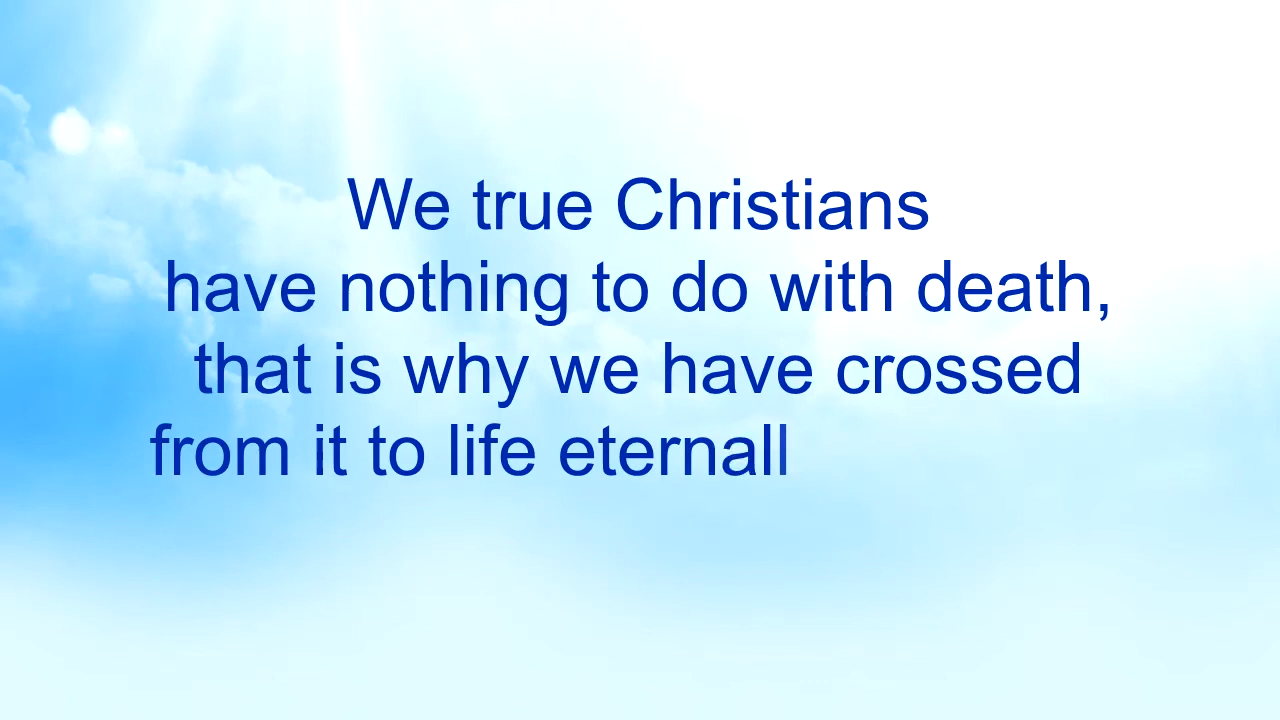 We true Christians
have nothing to do with death,
that is why we have crossed
from it to life eternall